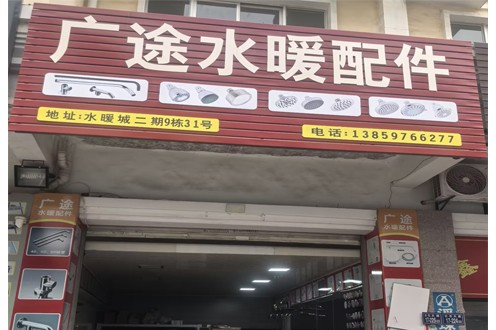 广途水暖配件
地址:水暖城二期9栋31号
电话:13859766277
广途
水暖配件
广途
水暖配件